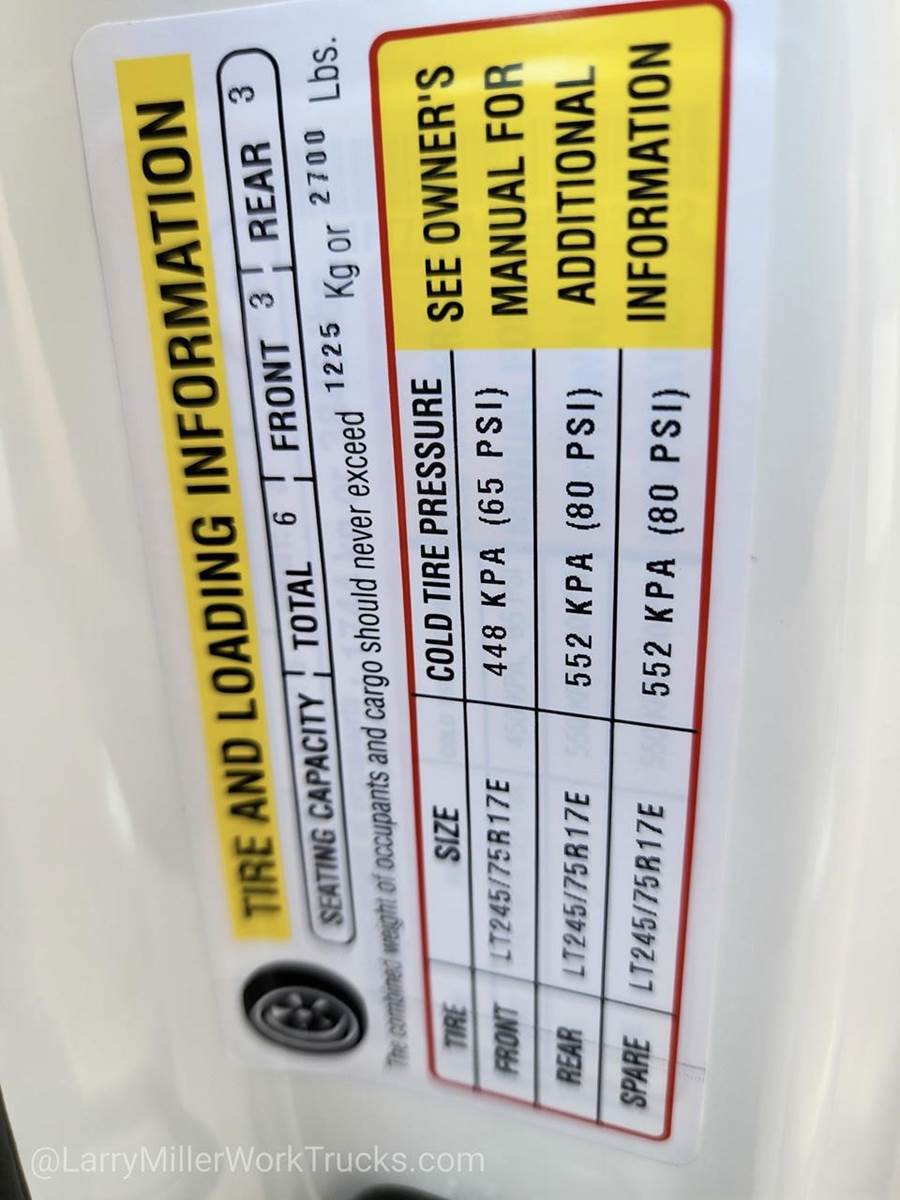 TIRE AND LOADING INFORMATION
SEATING CAPACITY TOTAL 6 FRONT 3 REAR 3
The combined weight of occupants and cargo should never exceed 1225 Kg or 2700 Lbs.
TIRE SIZE COLD TIRE PRESSURE
FRONT LT245/75R17E 448 KPA (65 PSI)
REAR LT245/75R17E 552 KPA (80 PSI)
SPARE LT245/75R17E 552 KPA (80 PSI)
SEE OWNER'S
MANUAL FOR
ADDITIONAL
INFORMATION
@LarryMillerWorkTrucks.com